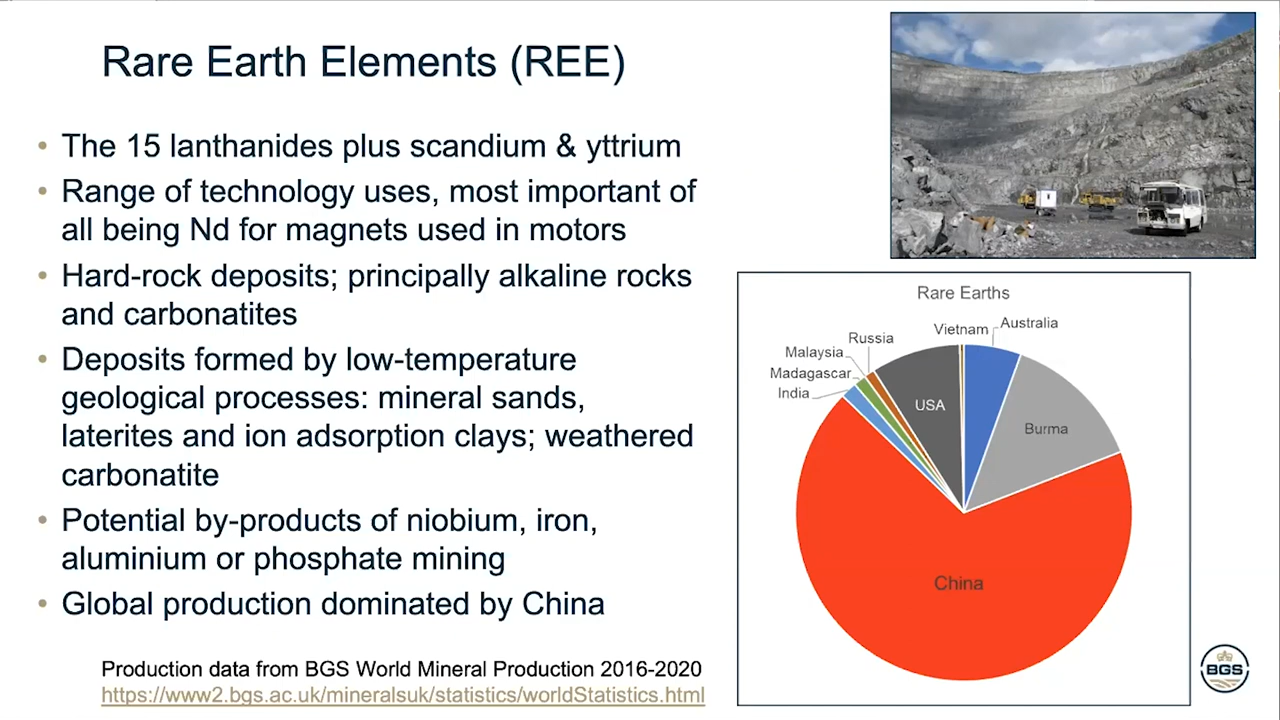 Rare Earth Elements (REE)
• The 15 lanthanides plus scandium & yttrium
• Range of technology uses, most important of
all being Nd for magnets used in motors
• Hard-rock deposits; principally alkaline rocks
and carbonatites
• Deposits formed by low-temperature
geological processes: mineral sands,
laterites and ion adsorption clays; weathered
carbonatite
• Potential by-products of niobium, iron,
aluminium or phosphate mining
• Global production dominated by China
Production data from BGS World Mineral Production 2016-2020
https://www2.bgs.ac.uk/mineralsuk/statistics/worldStatistics.html
Rare Earths
Vietnam
Australia
Russia
Malaysia
Madagascar
India
USA
Burma
China
BGS